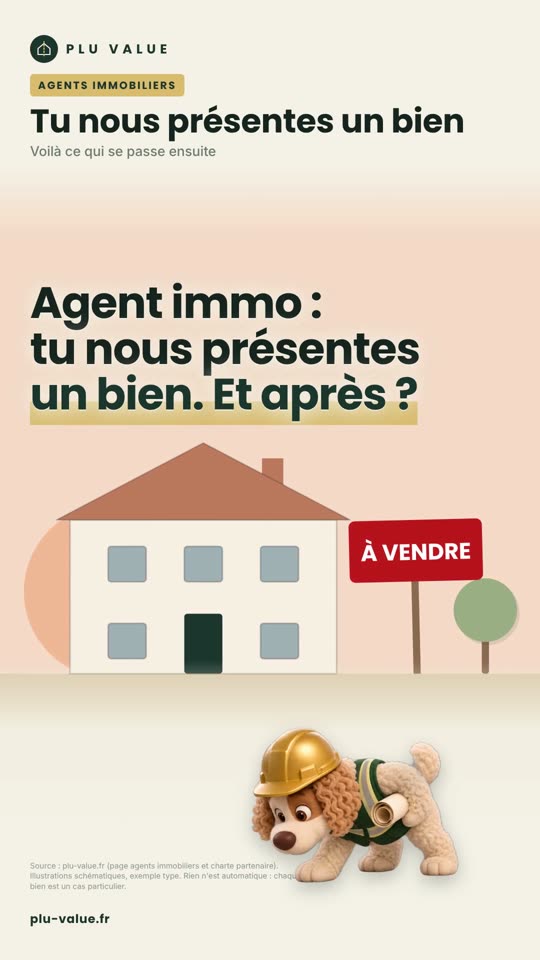 PLU VALUE
AGENTS IMMOBILIERS
Tu nous présentes un bien
Voilà ce qui se passe ensuite
Agent immo :
tu nous présentes
un bien. Et après ?
À VENDRE
Source : plu-value.fr (page agents immobiliers et charte partenaire).
Illustrations schématiques, exemple type. Rien n'est automatique :
bien est un cas particulier.
plu-value.fr